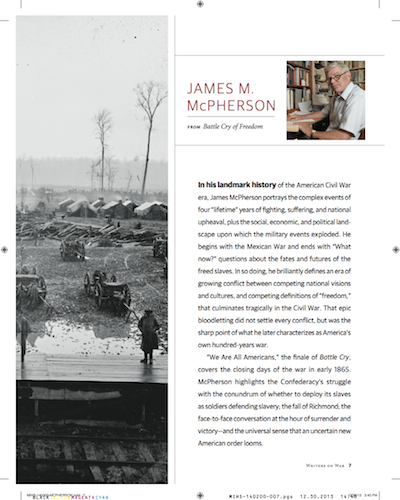 JAMES M.
McPHERSON
FROM Battle Cry of Freedom
In his landmark history of the American Civil War
era, James McPherson portrays the complex events of
four "lifetime" years of fighting, suffering, and national
upheaval, plus the social, economic, and political land-
scape upon which the military events exploded. He
begins with the Mexican War and ends with "What
now?" questions about the fates and futures of the
freed slaves. In so doing, he brilliantly defines an era of
growing conflict between competing national visions
and cultures, and competing definitions of "freedom,"
that culminates tragically in the Civil War. That epic
bloodletting did not settle every conflict, but was the
sharp point of what he later characterizes as America's
own hundred-years war.
"We Are All Americans," the finale of Battle Cry,
covers the closing days of the war in early 1865.
McPherson highlights the Confederacy's struggle
with the conundrum of whether to deploy its slaves
as soldiers defending slavery; the fall of Richmond; the
face-to-face conversation at the hour of surrender and
victory—and the universal sense that an uncertain new
American order looms.
Writers on War 7
BLACK MAGENTA CYAN
MIHS-140200-007.pgs 12.30.2013